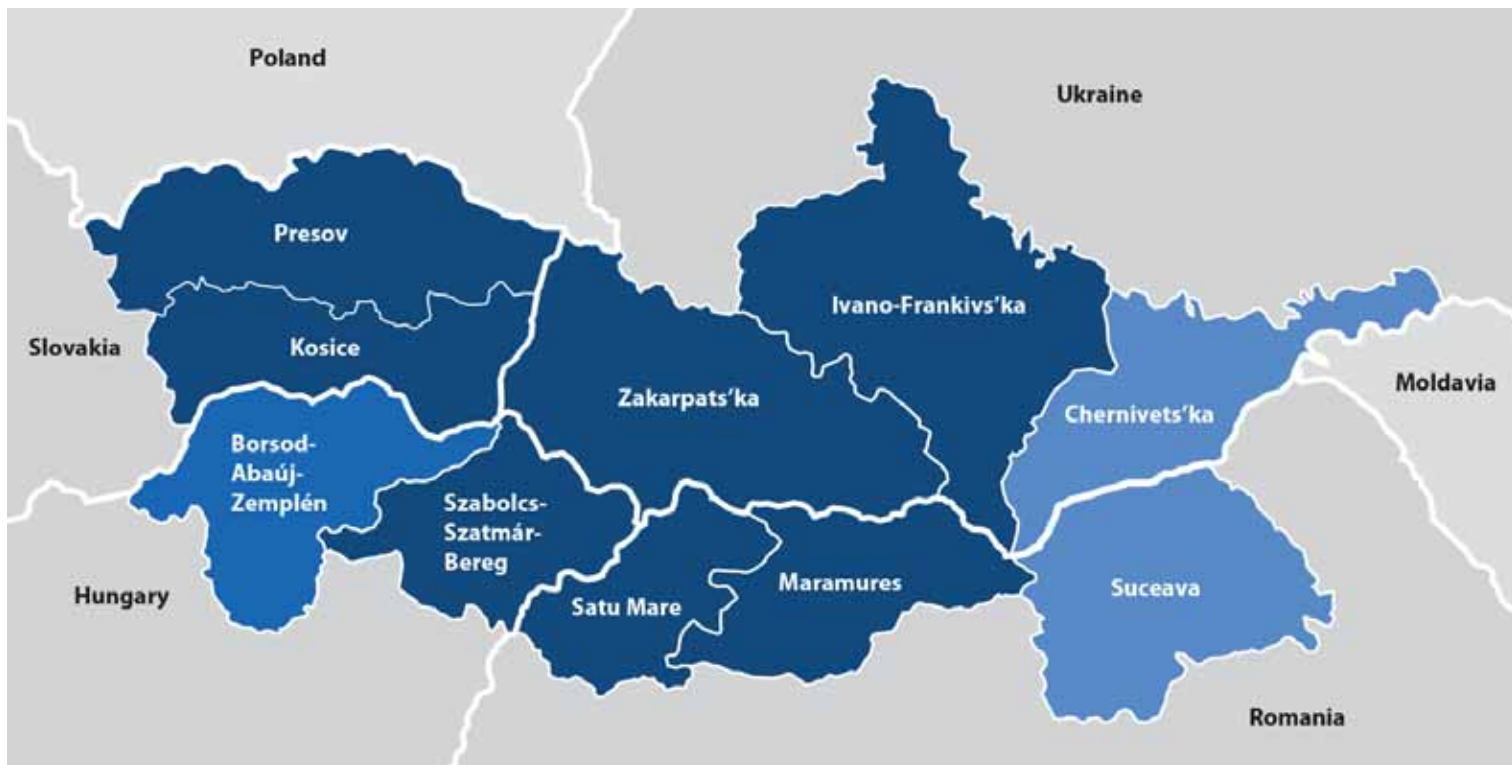 Poland
Ukraine
Presov
Ivano-Frankivs'ka
Slovakia
Kosice
Moldavia
Zakarpats'ka
Chernivets'ka
Borsod-
Abaúj-
Zemplén
Szabolcs-
Szatmár-
Bereg
Hungary
Satu Mare
Maramures
Suceava
Romania